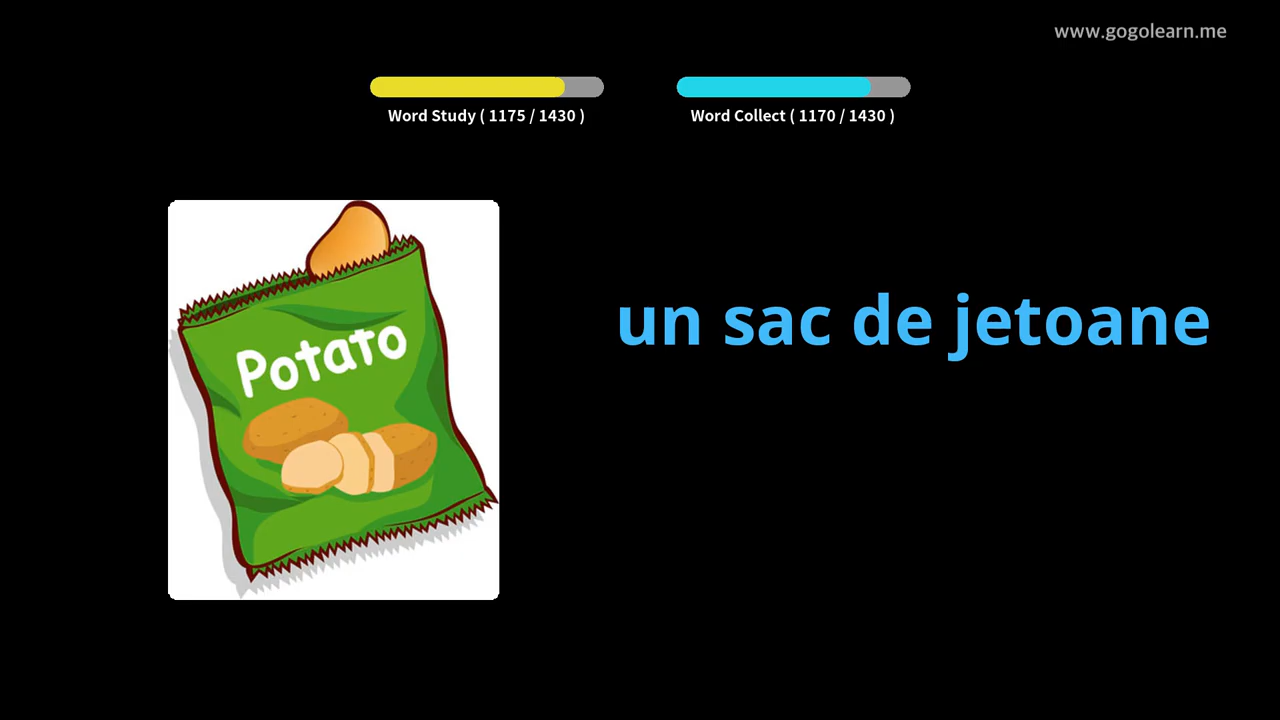 www.gogolearn.me
Word Study ( 1175 / 1430 )
Word Collect ( 1170 / 1430 )
Potato
un sac de jetoane